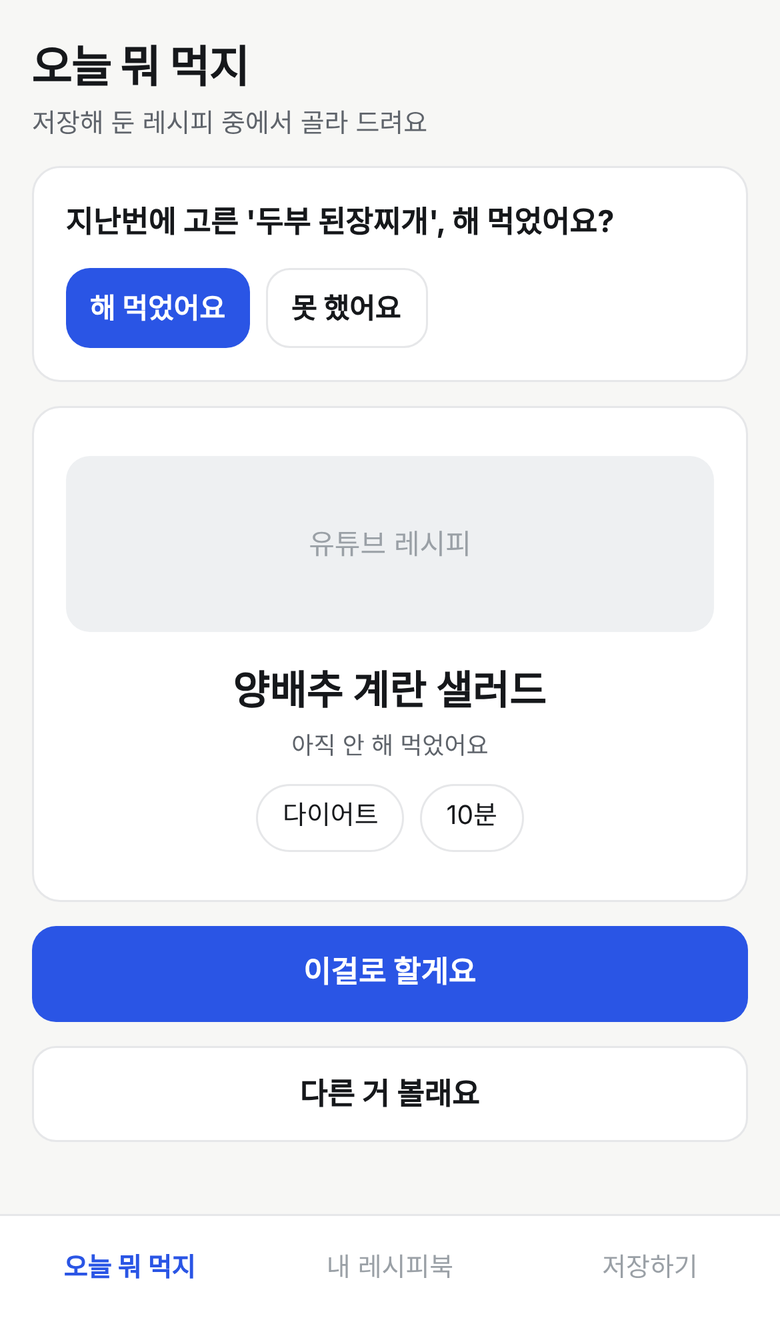 오늘 뭐 먹지
저장해 둔 레시피 중에서 골라 드려요
지난번에 고른 '두부 된장찌개', 해 먹었어요?
해 먹었어요
못 했어요
유튜브 레시피
양배추 계란 샐러드
아직 안 해 먹었어요
다이어트
10분
이걸로 할게요
다른 거 볼래요
오늘 뭐 먹지
내 레시피북
저장하기